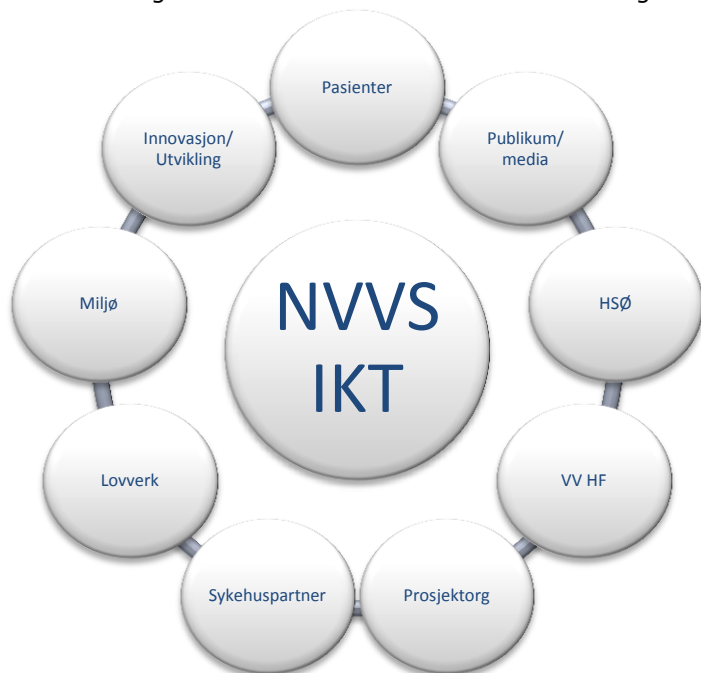 Pasienter
Publikum/
media
HSØ
VV HF
Prosjektorg
Sykehuspartner
Lovverk
Miljø
Innovasjon/
Utvikling
NVVS
IKT